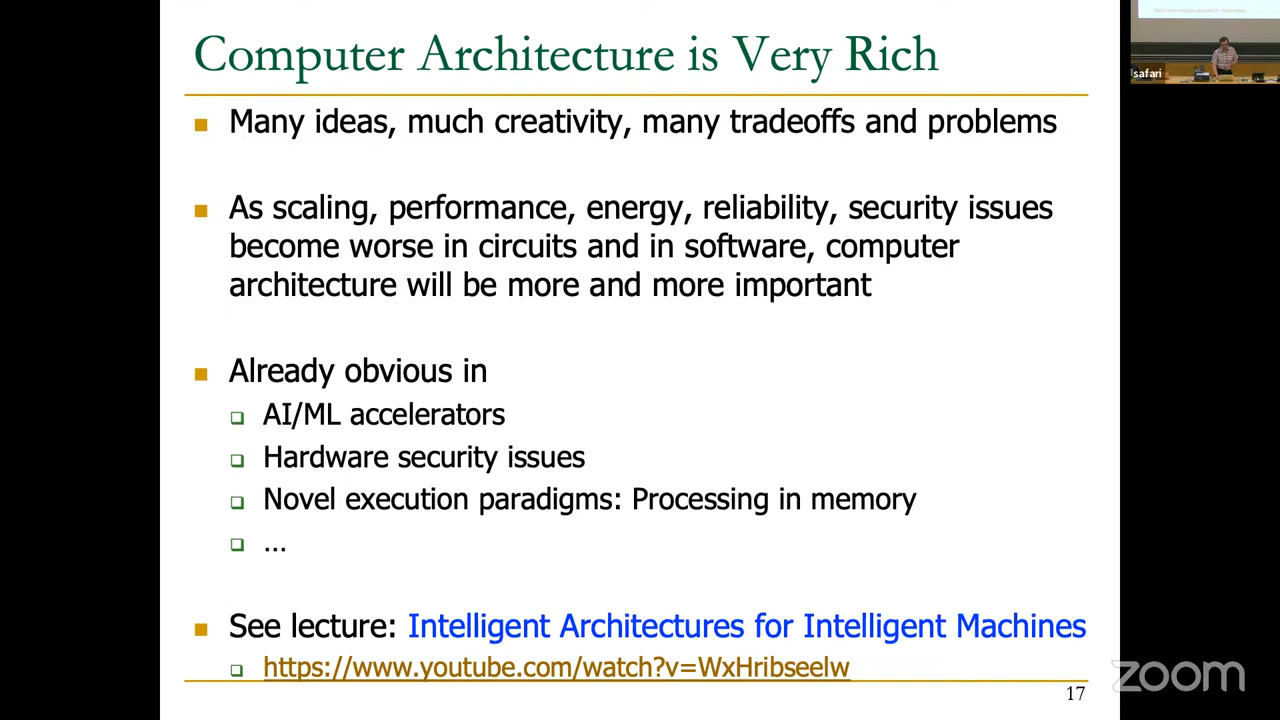 Computer Architecture is Very Rich
Many ideas, much creativity, many tradeoffs and problems
As scaling, performance, energy, reliability, security issues
become worse in circuits and in software, computer
architecture will be more and more important
Already obvious in
AI/ML accelerators
Hardware security issues
Novel execution paradigms: Processing in memory
...
See lecture: Intelligent Architectures for Intelligent Machines
https://www.youtube.com/watch?v=WxHribseelw
17
safari
zoom